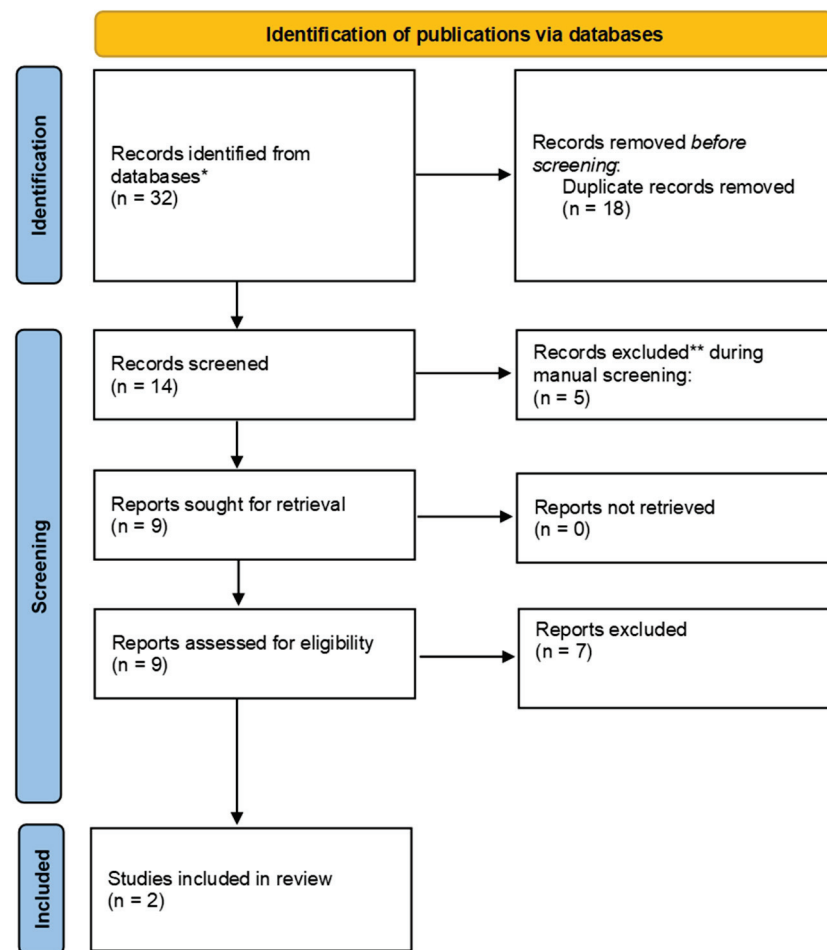 Identification of publications via databases
Identification
Records identified from
databases*
(n = 32)
Records removed before
screening:
Duplicate records removed
(n = 18)
Screening
Records screened
(n = 14)
Records excluded** during
manual screening:
(n = 5)
Reports sought for retrieval
(n = 9)
Reports not retrieved
(n = 0)
Reports assessed for eligibility
(n = 9)
Reports excluded
(n = 7)
Included
Studies included in review
(n = 2)